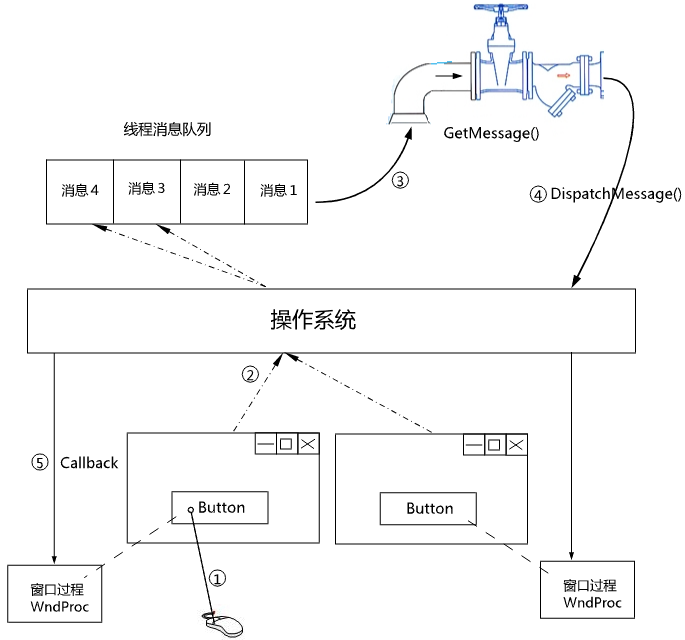 线程消息队列
GetMessage()
消息4 消息3 消息2 消息1
③
④ DispatchMessage()
操作系统
②
⑤ Callback
Button
Button
①
窗口过程
WndProc
窗口过程
WndProc